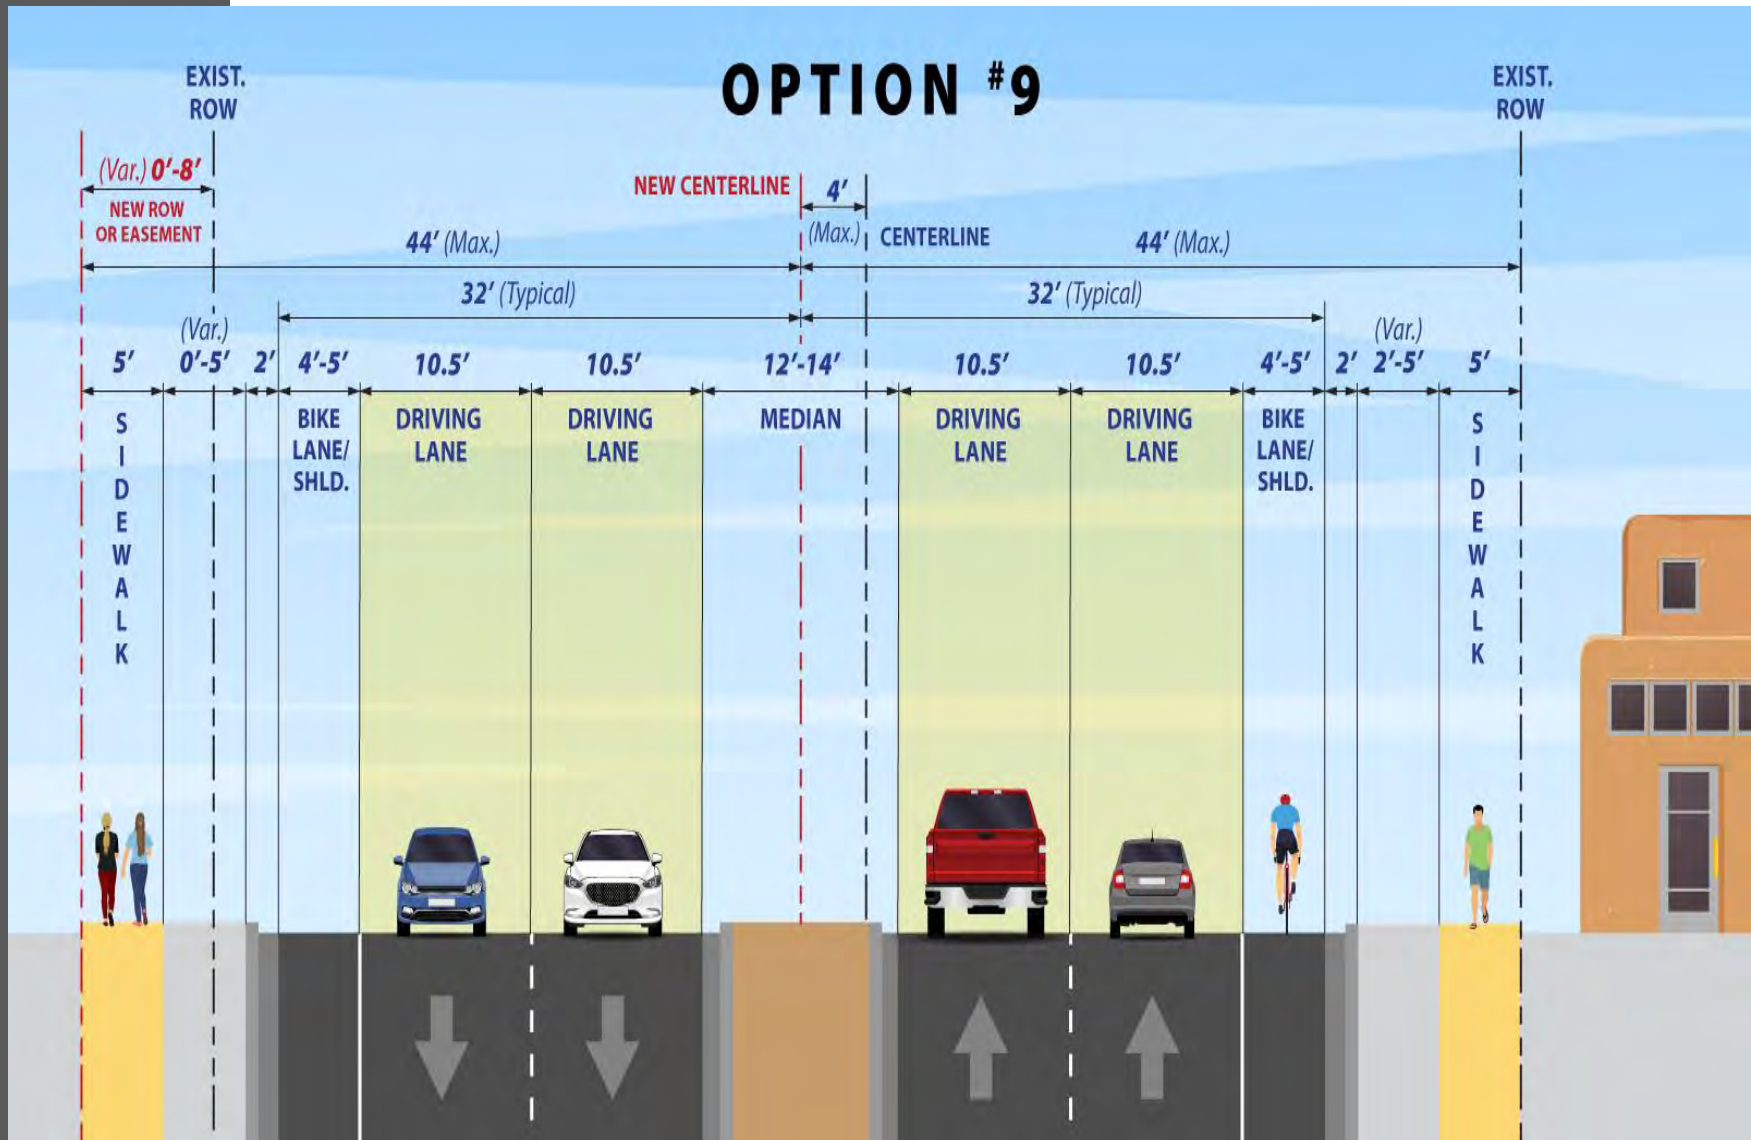 OPTION #9
EXIST.
ROW
EXIST.
ROW
(Var.) 0'-8'
NEW ROW
OR EASEMENT
NEW CENTERLINE
4'
(Max.)
CENTERLINE
44' (Max.)
44' (Max.)
32' (Typical)
32' (Typical)
(Var.)
(Var.)
5'
0'-5'
2'
4'-5'
10.5'
10.5'
12'-14'
10.5'
10.5'
4'-5'
2'
2'-5'
5'
SIDEWALK
BIKE
LANE/
SHLD.
DRIVING
LANE
DRIVING
LANE
MEDIAN
DRIVING
LANE
DRIVING
LANE
BIKE
LANE/
SHLD.
SIDEWALK